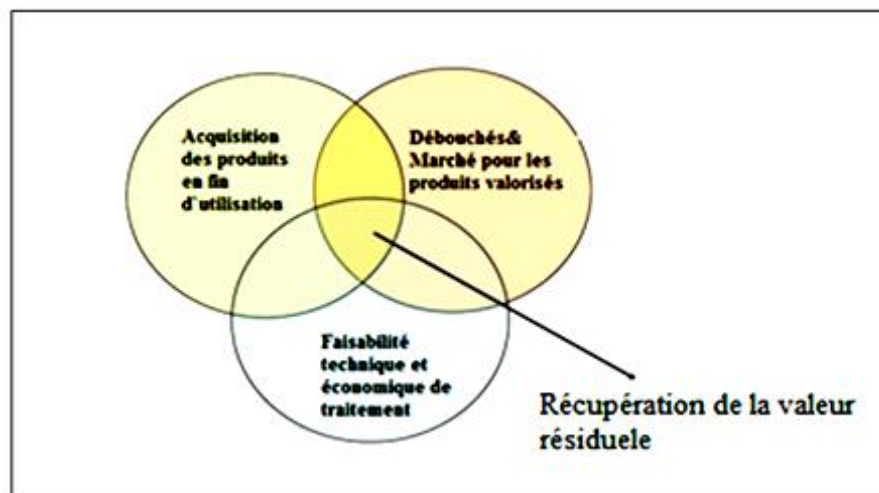 Acquisition
des produits
en fin
d`utilisation
Débouchés&
Marché pour les
produits valorisés
Faisabilité
technique et
économique de
traitement
Récupération de la valeur
résiduele